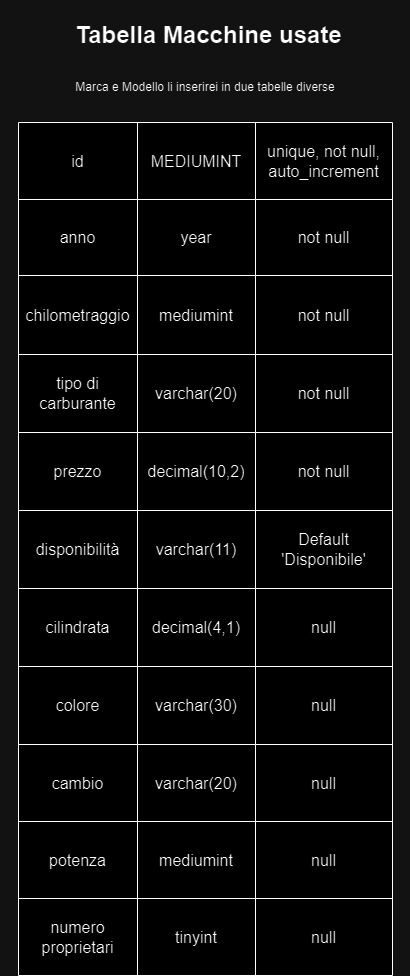 Tabella Macchine usate
Marca e Modello li inserirei in due tabelle diverse
id
MEDIUMINT
unique, not null,
auto_increment
anno
year
not null
chilometraggio
mediumint
not null
tipo di
carburante
varchar(20)
not null
prezzo
decimal(10,2)
not null
disponibilità
varchar(11)
Default
'Disponibile'
cilindrata
decimal(4,1)
null
colore
varchar(30)
null
cambio
varchar(20)
null
potenza
mediumint
null
numero
proprietari
tinyint
null